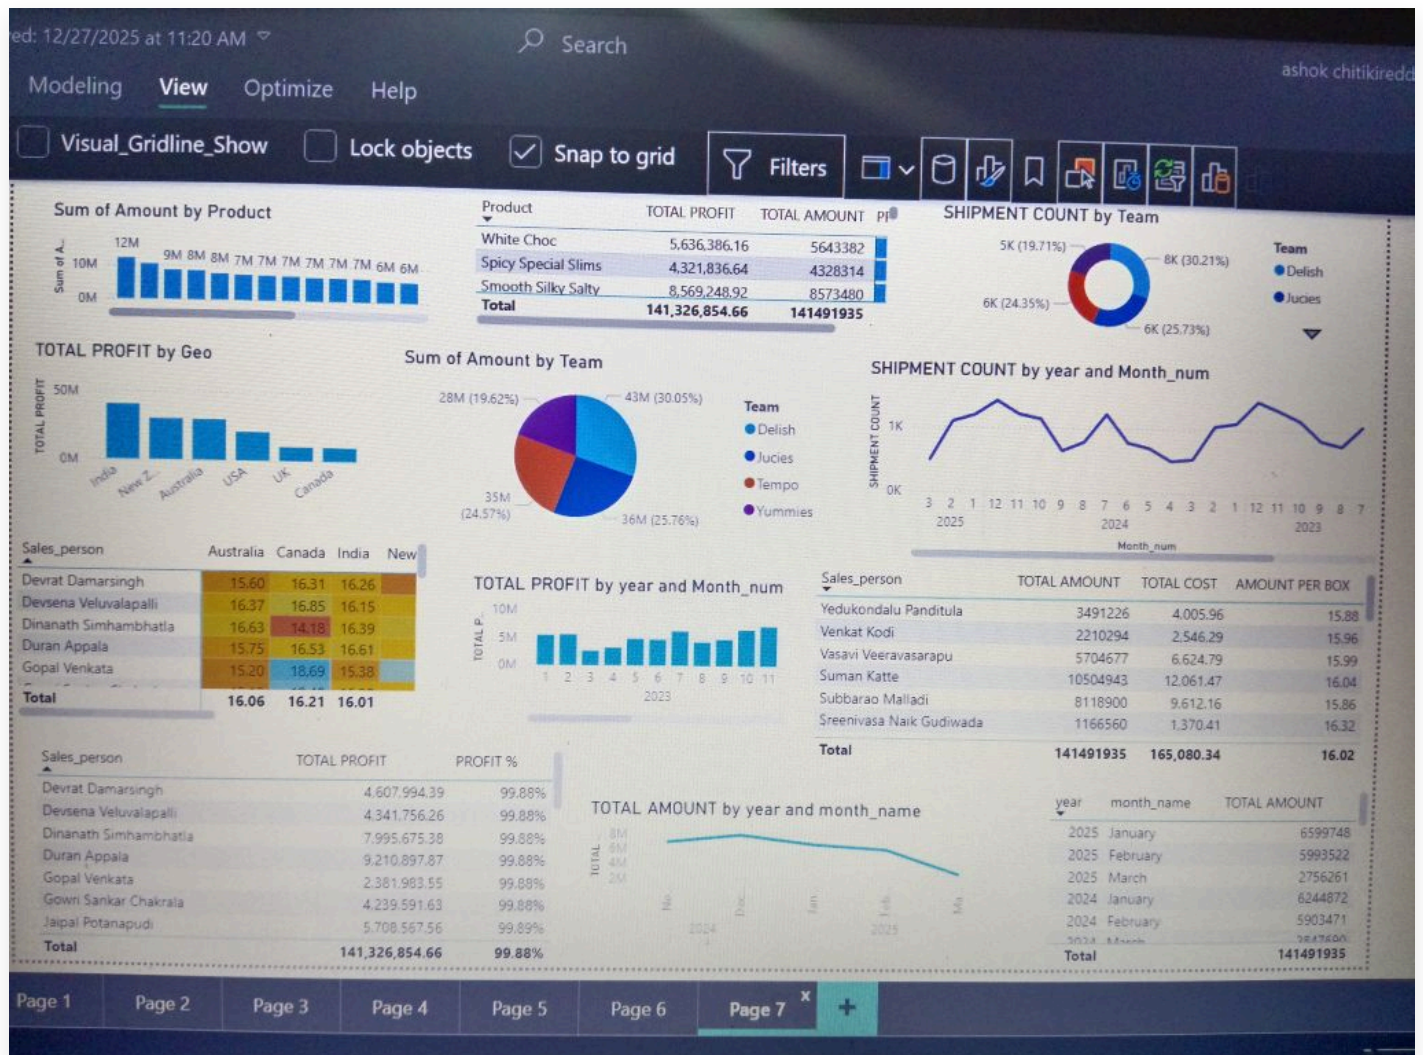 ed: 12/27/2025 at 11:20 AM
Search
ashok chitikiredd
Modeling View Optimize Help
Visual_Gridline_Show Lock objects Snap to grid Filters
Sum of Amount by Product
Sum of A...
12M
10M
9M 8M 8M 7M 7M 7M 7M 7M 7M 6M 6M
0M
Product TOTAL PROFIT TOTAL AMOUNT
White Choc 5,636,386.16 5643382
Spicy Special Slims 4,321,836.64 4328314
Smooth Silky Salty 8,569,248.92 8573480
Total 141,326,854.66 141491935
SHIPMENT COUNT by Team
5K (19.71%)
8K (30.21%)
6K (24.35%)
6K (25.73%)
Team
Delish
Jucies
TOTAL PROFIT by Geo
TOTAL PROFIT
50M
0M
India New Z... Australia USA UK Canada
Sum of Amount by Team
28M (19.62%)
43M (30.05%)
35M
(24.57%)
36M (25.76%)
Team
Delish
Jucies
Tempo
Yummies
SHIPMENT COUNT by year and Month_num
SHIPMENT COUNT
1K
0K
3 2 1 12 11 10 9 8 7 6 5 4 3 2 1 12 11 10 9 8 7
2025 2024 2023
Month_num
Sales_person Australia Canada India New
Devrat Damarsingh 15.60 16.31 16.26
Devsena Veluvalapalli 16.37 16.85 16.15
Dinanath Simhambhatla 16.63 14.18 16.39
Duran Appala 15.75 16.53 16.61
Gopal Venkata 15.20 18.69 15.38
Total 16.06 16.21 16.01
TOTAL PROFIT by year and Month_num
TOTAL P...
10M
5M
0M
1 2 3 4 5 6 7 8 9 10 11
2023
Sales_person TOTAL AMOUNT TOTAL COST AMOUNT PER BOX
Yedukondalu Panditula 3491226 4,005.96 15.88
Venkat Kodi 2210294 2,546.29 15.96
Vasavi Veeravasarapu 5704677 6,624.79 15.99
Suman Katte 10504943 12,061.47 16.04
Subbarao Malladi 8118900 9,612.16 15.86
Sreenivasa Naik Gudiwada 1166560 1,370.41 16.32
Total 141491935 165,080.34 16.02
Sales_person TOTAL PROFIT PROFIT %
Devrat Damarsingh 4,607,994.39 99.88%
Devsena Veluvalapalli 4,341,756.26 99.88%
Dinanath Simhambhatla 7,995,675.38 99.88%
Duran Appala 9,210,897.87 99.88%
Gopal Venkata 2,381,983.55 99.88%
Gowri Sankar Chakrala 4,239,591.63 99.88%
Jaipal Potanapudi 5,708,567.56 99.89%
Total 141,326,854.66 99.88%
TOTAL AMOUNT by year and month_name
TOTAL ...
8M
6M
4M
2M
No... Dec... Jan... Feb... Ma...
2024 2025
year month_name TOTAL AMOUNT
2025 January 6599748
2025 February 5993522
2025 March 2756261
2024 January 6244872
2024 February 5903471
2024 March
Total 141491935
Page 1 Page 2 Page 3 Page 4 Page 5 Page 6 Page 7 x +